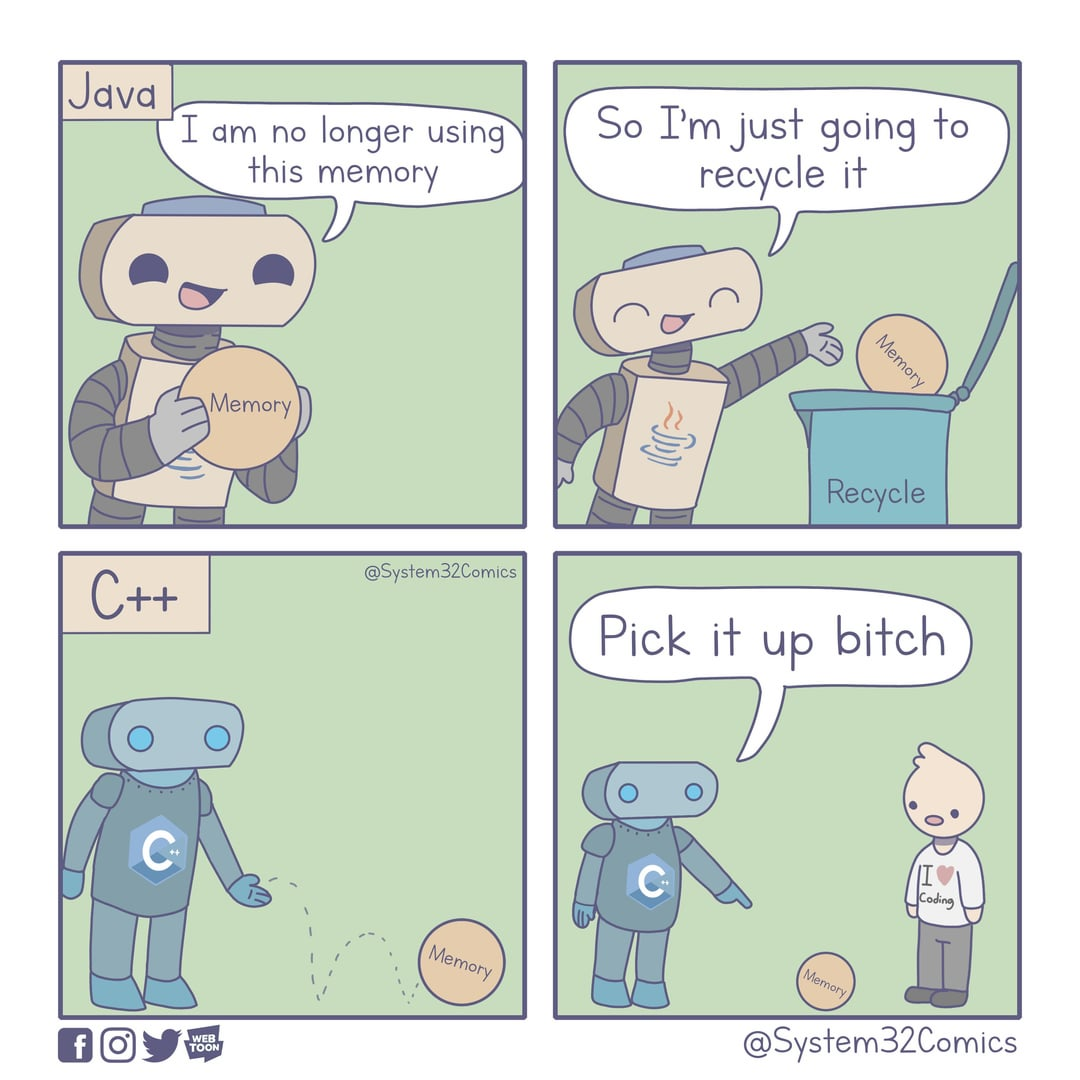 Java
I am no longer using
this memory
Memory
So I'm just going to
recycle it
Memory
Recycle
C++
@System32Comics
C++
Memory
Pick it up bitch
C++
I ♥
Coding
Memory
WEB
TOON
@System32Comics